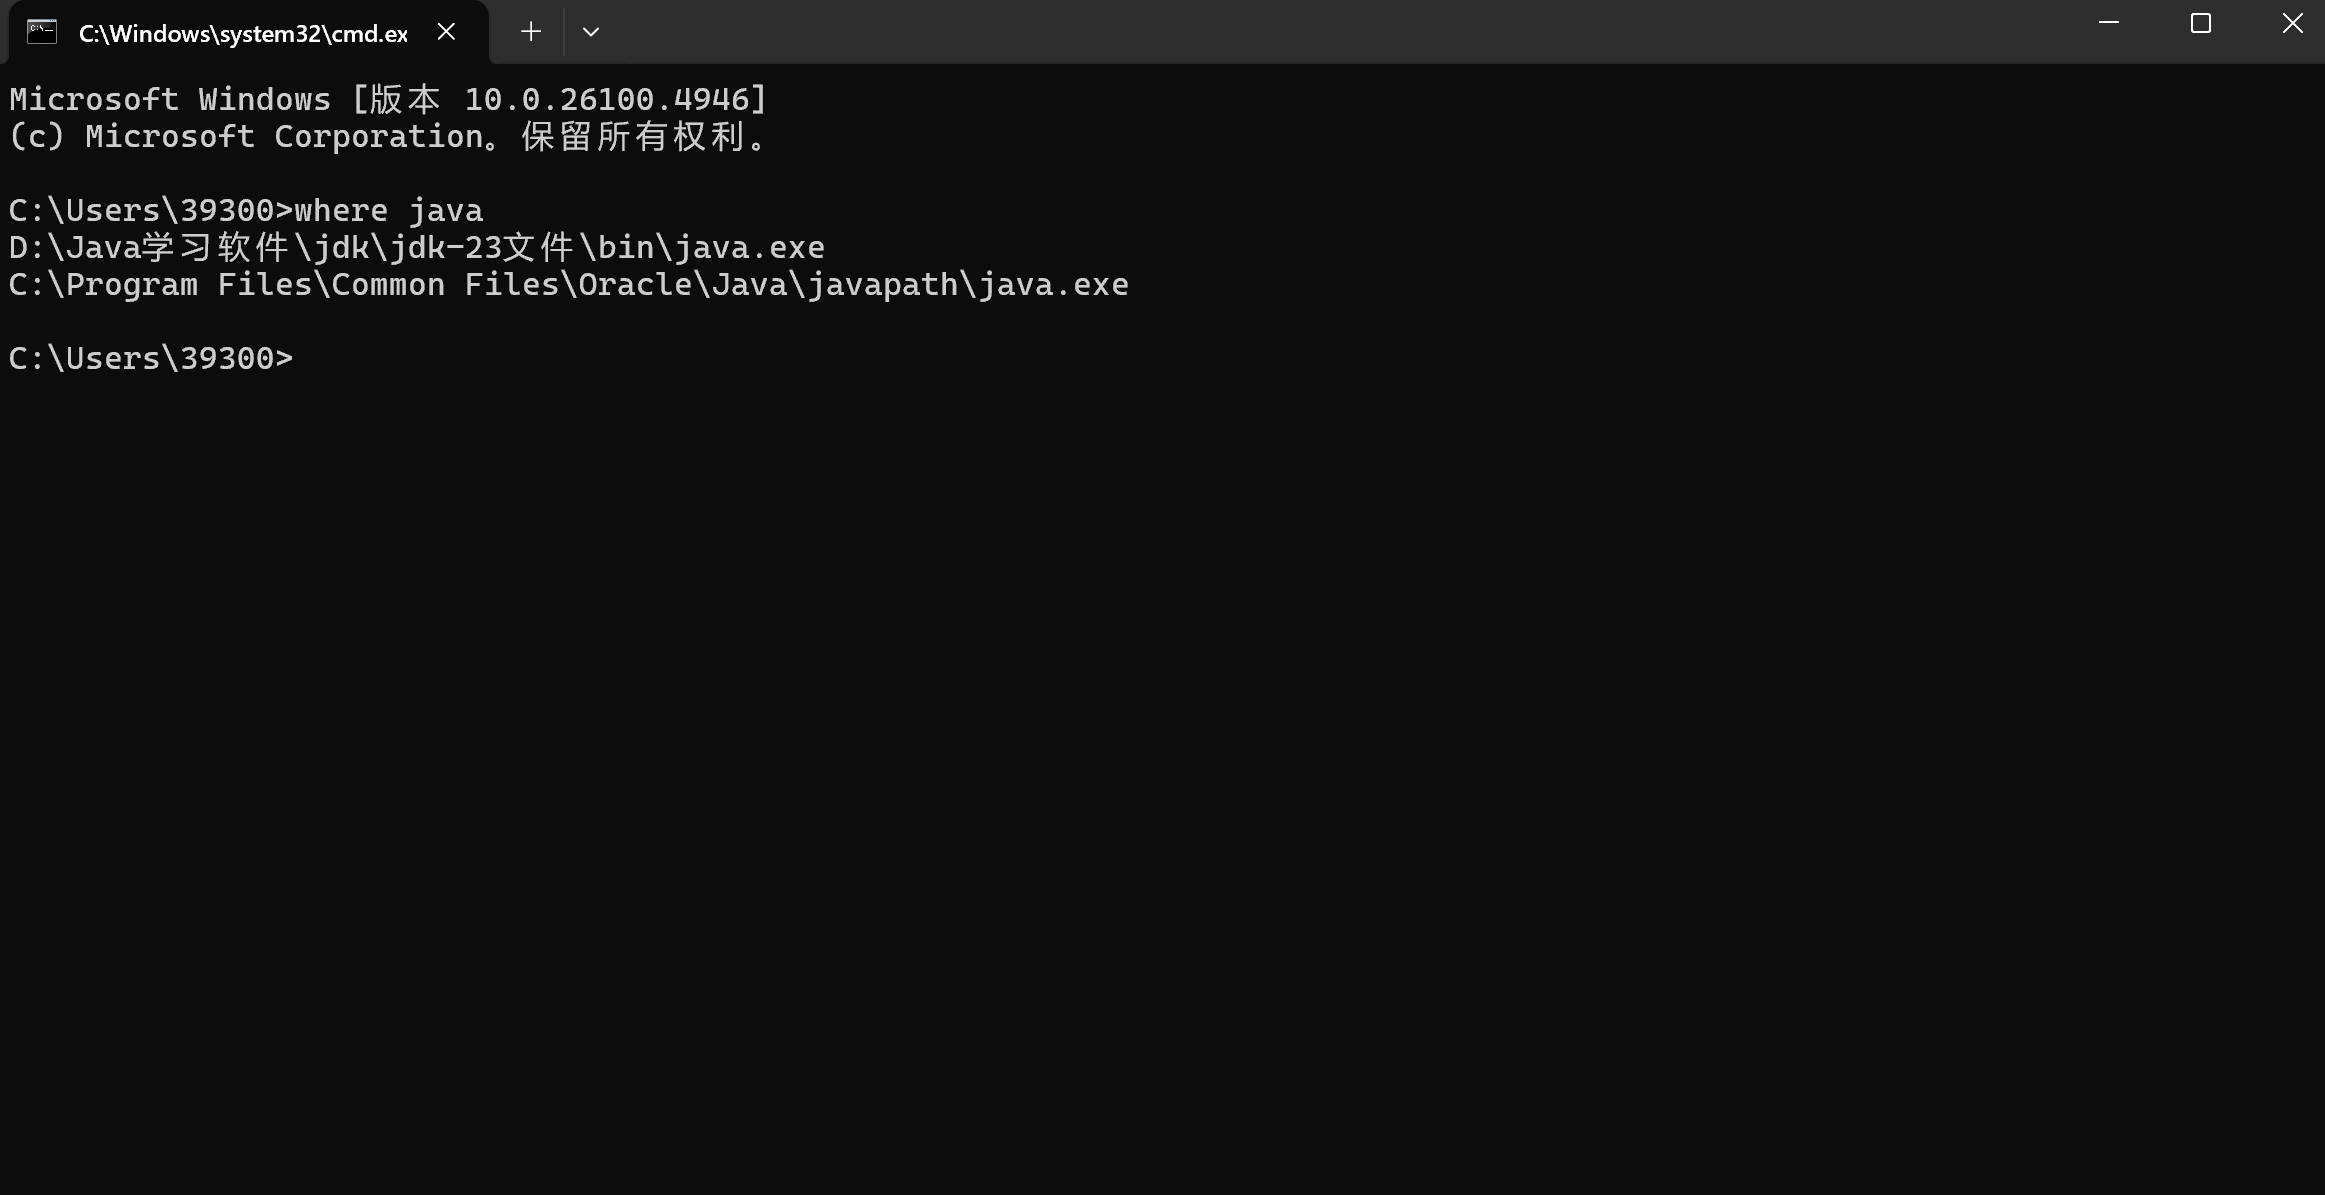 C:\Windows\system32\cmd.ex
Microsoft Windows [版本 10.0.26100.4946]
(c) Microsoft Corporation。保留所有权利。
C:\Users\39300>where java
D:\Java学习软件\jdk\jdk-23文件\bin\java.exe
C:\Program Files\Common Files\Oracle\Java\javapath\java.exe
C:\Users\39300>